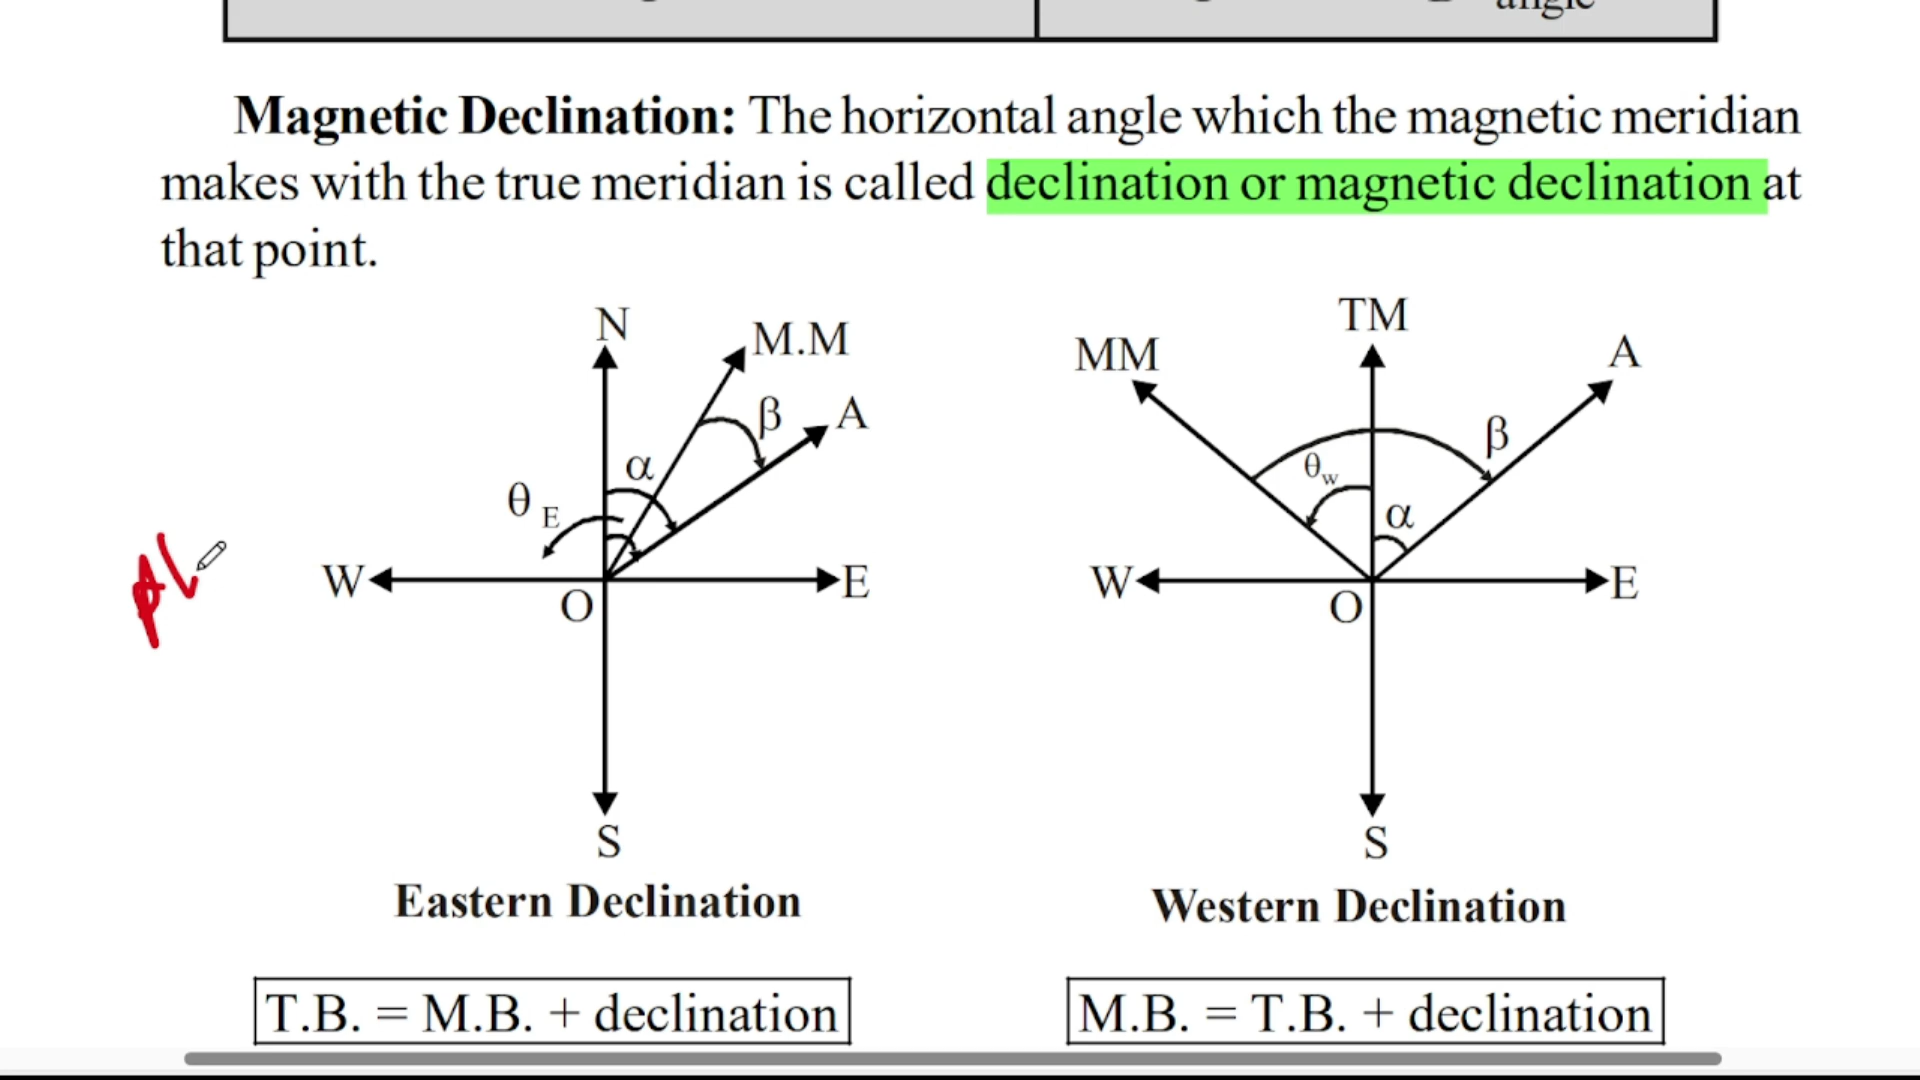 angle
Magnetic Declination: The horizontal angle which the magnetic meridian
makes with the true meridian is called declination or magnetic declination at
that point.
N
M.M
β
A
α
θ E
W
E
O
S
Eastern Declination
T.B. = M.B. + declination
TM
MM
A
β
θw
α
W
E
O
S
Western Declination
M.B. = T.B. + declination